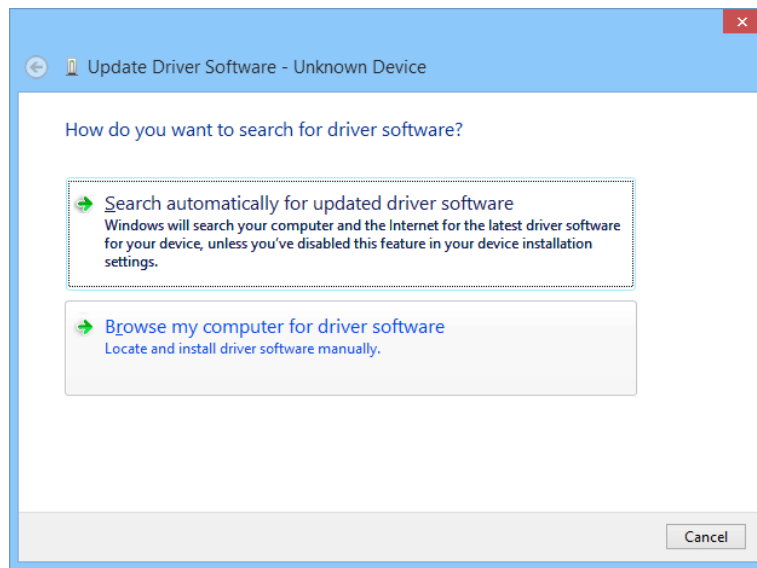 Update Driver Software - Unknown Device
How do you want to search for driver software?
Search automatically for updated driver software
Windows will search your computer and the Internet for the latest driver software
for your device, unless you've disabled this feature in your device installation
settings.
Browse my computer for driver software
Locate and install driver software manually.
Cancel